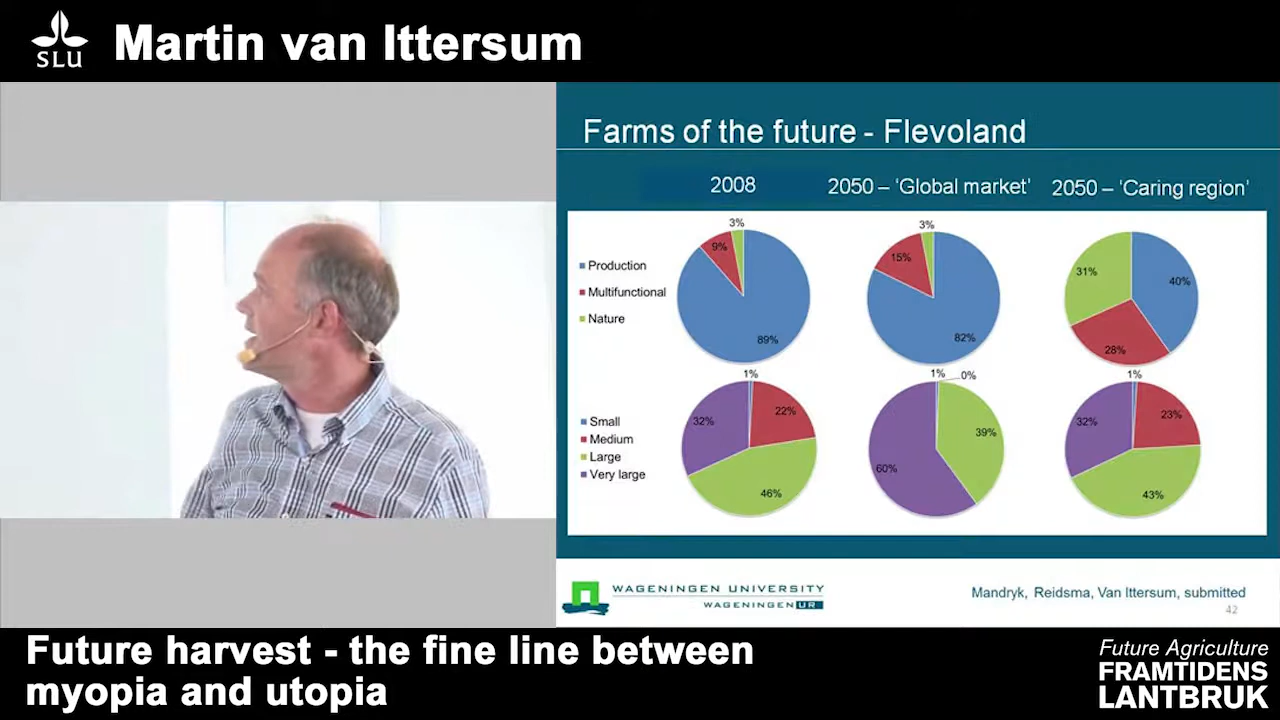 SLU
Martin van Ittersum
Farms of the future - Flevoland
2008
2050 – ‘Global market’
2050 – ‘Caring region’
Production
Multifunctional
Nature
3%
9%
89%
3%
15%
82%
31%
40%
28%
Small
Medium
Large
Very large
1%
32%
22%
46%
1%
0%
39%
60%
1%
32%
23%
43%
WAGENINGEN UNIVERSITY
WAGENINGEN UR
Mandryk, Reidsma, Van Ittersum, submitted
42
Future harvest - the fine line between
myopia and utopia
Future Agriculture
FRAMTIDENS
LANTBRUK